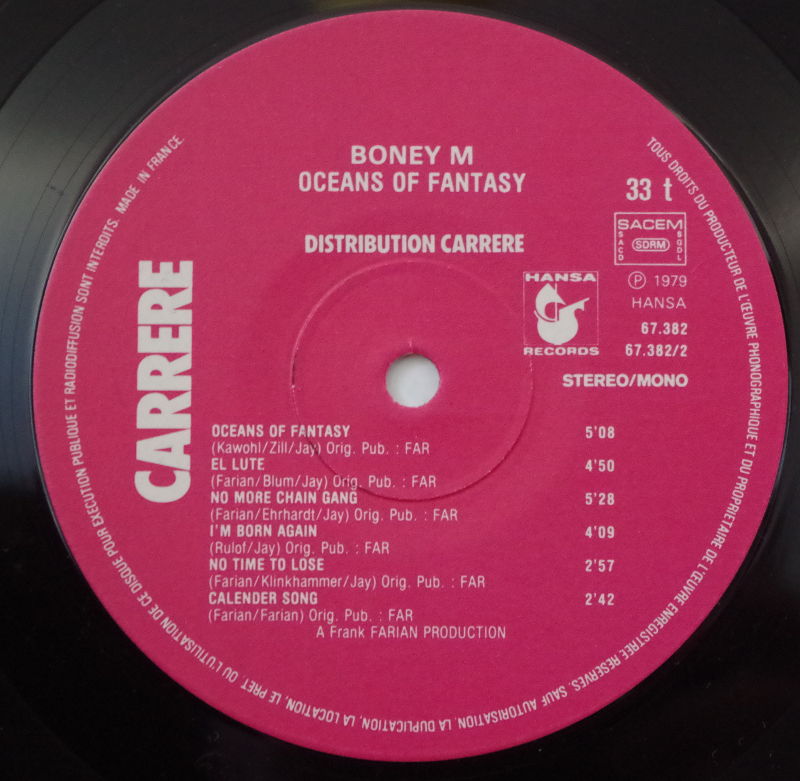 BONEY M
OCEANS OF FANTASY
33 t
DISTRIBUTION CARRERE
SACEM
SACD
SDRM
SGDL
HANSA
RECORDS
℗ 1979
HANSA
67.382
67.382/2
STEREO/MONO
CARRERE
OCEANS OF FANTASY 5'08
(Kawohl/Zill/Jay) Orig. Pub. : FAR
EL LUTE 4'50
(Farian/Blum/Jay) Orig. Pub. : FAR
NO MORE CHAIN GANG 5'28
(Farian/Ehrhardt/Jay) Orig. Pub. : FAR
I'M BORN AGAIN 4'09
(Rulof/Jay) Orig. Pub. : FAR
NO TIME TO LOSE 2'57
(Farian/Klinkhammer/Jay) Orig. Pub. : FAR
CALENDER SONG 2'42
(Farian/Farian) Orig. Pub. : FAR
A Frank FARIAN PRODUCTION
TOUS DROITS DU PRODUCTEUR DE L'ŒUVRE PHONOGRAPHIQUE ET DU PROPRIETAIRE DE L'ŒUVRE ENREGISTREE RESERVES. SAUF AUTORISATION, LA DUPLICATION, LA LOCATION, LE PRET OU L'UTILISATION DE CE DISQUE POUR EXECUTION PUBLIQUE ET RADIODIFFUSION SONT INTERDITS. MADE IN FRANCE.